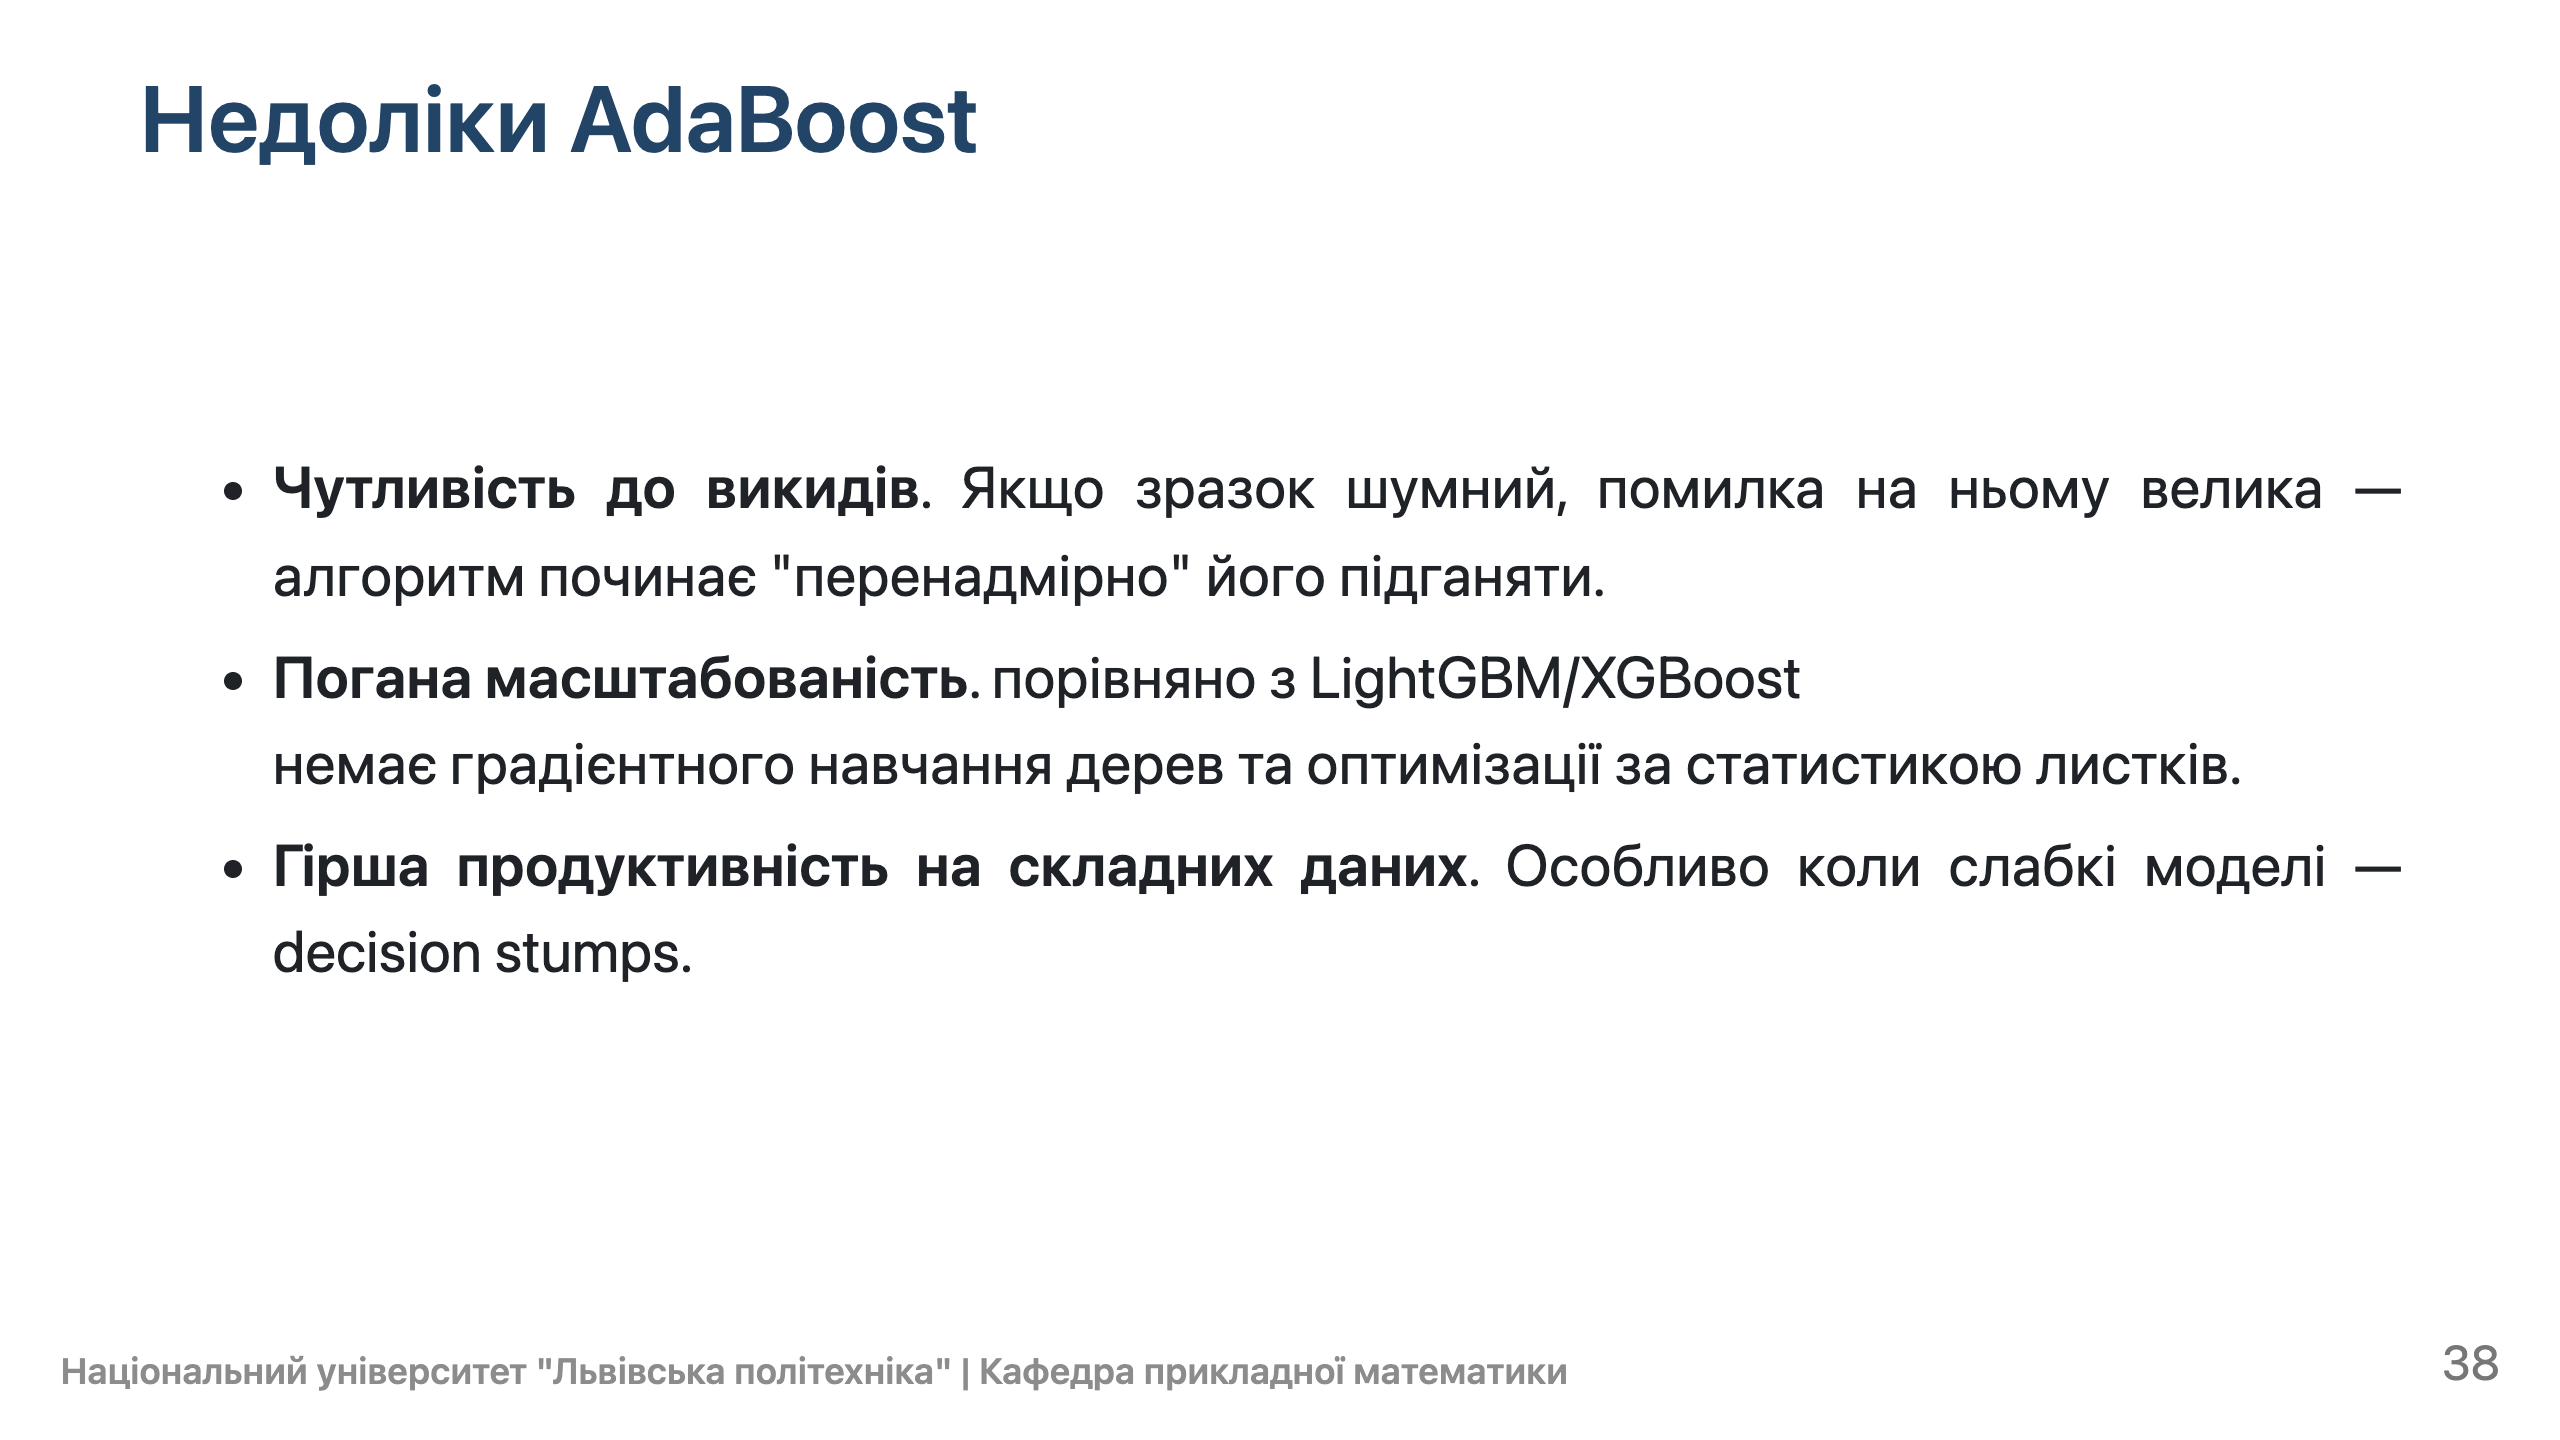 Недоліки AdaBoost
• Чутливість до викидів. Якщо зразок шумний, помилка на ньому велика —
алгоритм починає "перенадмірно" його підганяти.
• Погана масштабованість. порівняно з LightGBM/XGBoost
немає градієнтного навчання дерев та оптимізації за статистикою листків.
• Гірша продуктивність на складних даних. Особливо коли слабкі моделі —
decision stumps.
Національний університет "Львівська політехніка" | Кафедра прикладної математики
38